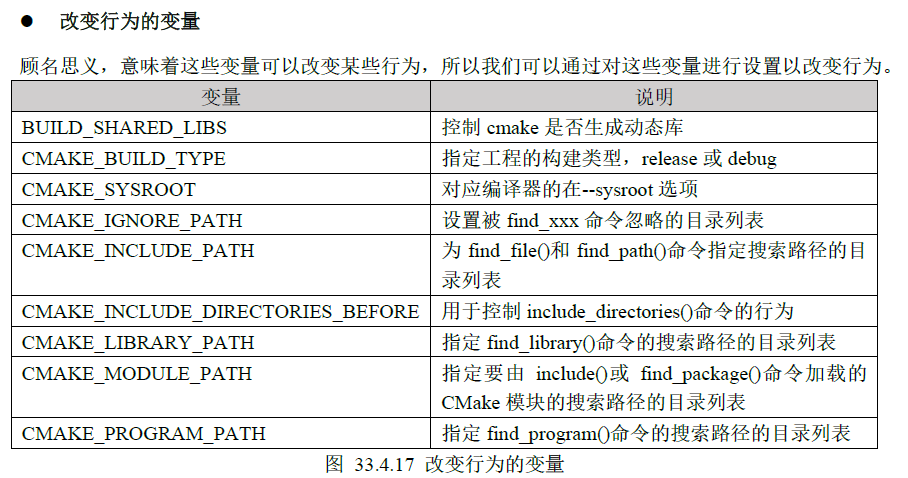 ● 改变行为的变量
顾名思义，意味着这些变量可以改变某些行为，所以我们可以通过对这些变量进行设置以改变行为。
变量 说明
BUILD_SHARED_LIBS 控制 cmake 是否生成动态库
CMAKE_BUILD_TYPE 指定工程的构建类型，release 或 debug
CMAKE_SYSROOT 对应编译器的在--sysroot 选项
CMAKE_IGNORE_PATH 设置被 find_xxx 命令忽略的目录列表
CMAKE_INCLUDE_PATH 为 find_file()和 find_path()命令指定搜索路径的目
录列表
CMAKE_INCLUDE_DIRECTORIES_BEFORE 用于控制 include_directories()命令的行为
CMAKE_LIBRARY_PATH 指定 find_library()命令的搜索路径的目录列表
CMAKE_MODULE_PATH 指定要由 include()或 find_package()命令加载的
CMake 模块的搜索路径的目录列表
CMAKE_PROGRAM_PATH 指定 find_program()命令的搜索路径的目录列表
图 33.4.17 改变行为的变量